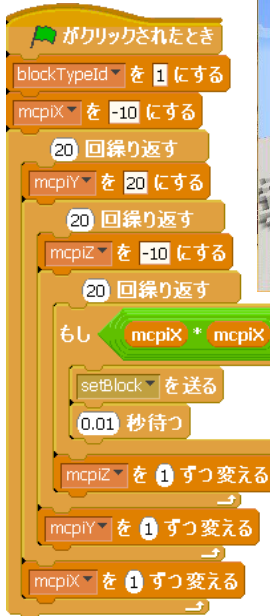 がクリックされたとき
blockTypeId を 1 にする
mcpiX を -10 にする
20 回繰り返す
mcpiY を 20 にする
20 回繰り返す
mcpiZ を -10 にする
20 回繰り返す
もし mcpiX * mcpiX
setBlock を送る
0.01 秒待つ
mcpiZ を 1 ずつ変える
mcpiY を 1 ずつ変える
mcpiX を 1 ずつ変える